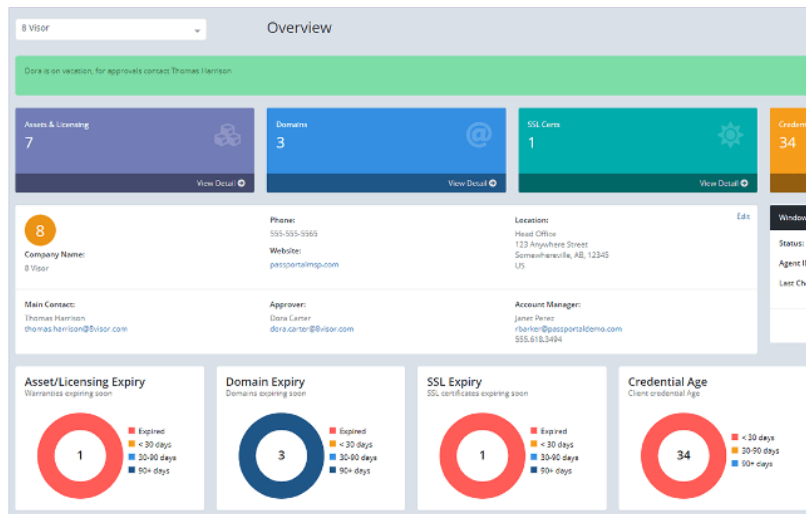 8 Visor
Overview
Dora is on vacation, for approvals contact Thomas Harrison
Assets & Licensing
7
View Detail
Domains
3
View Detail
SSL Certs
1
View Detail
34
8
Company Name:
8 Visor
Phone:
555-555-5565
Website:
passportalmsp.com
Location:
Head Office
123 Anywhere Street
Somewhereville, AB, 12345
US
Edit
Main Contact:
Thomas Harrison
thomas.harrison@8visor.com
Approver:
Dora Carter
dora.carter@8visor.com
Account Manager:
Janet Perez
rbarker@passportaldemo.com
555.618.3494
Window
Status:
Agent I
Last Ch
Asset/Licensing Expiry
Warranties expiring soon
1
Expired
< 30 days
30-90 days
90+ days
Domain Expiry
Domains expiring soon
3
Expired
< 30 days
30-90 days
90+ days
SSL Expiry
SSL certificates expiring soon
1
Expired
< 30 days
30-90 days
90+ days
Credential Age
Client credential Age
34
< 30 days
30-90 days
90+ days